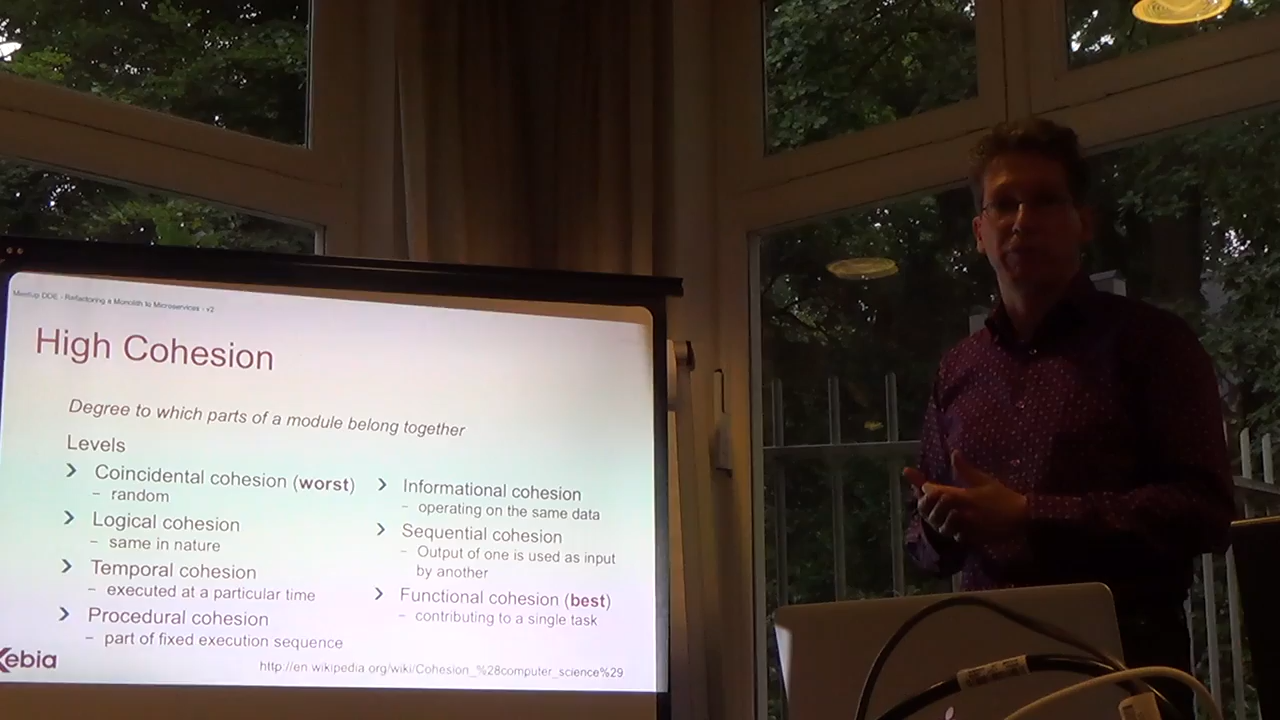 Meetup DDE - Refactoring a Monolith to Microservices - v2
High Cohesion
Degree to which parts of a module belong together
Levels
Coincidental cohesion (worst)
– random
Logical cohesion
– same in nature
Temporal cohesion
– executed at a particular time
Procedural cohesion
– part of fixed execution sequence
Informational cohesion
– operating on the same data
Sequential cohesion
– Output of one is used as input
by another
Functional cohesion (best)
– contributing to a single task
Xebia
http://en.wikipedia.org/wiki/Cohesion_%28computer_science%29